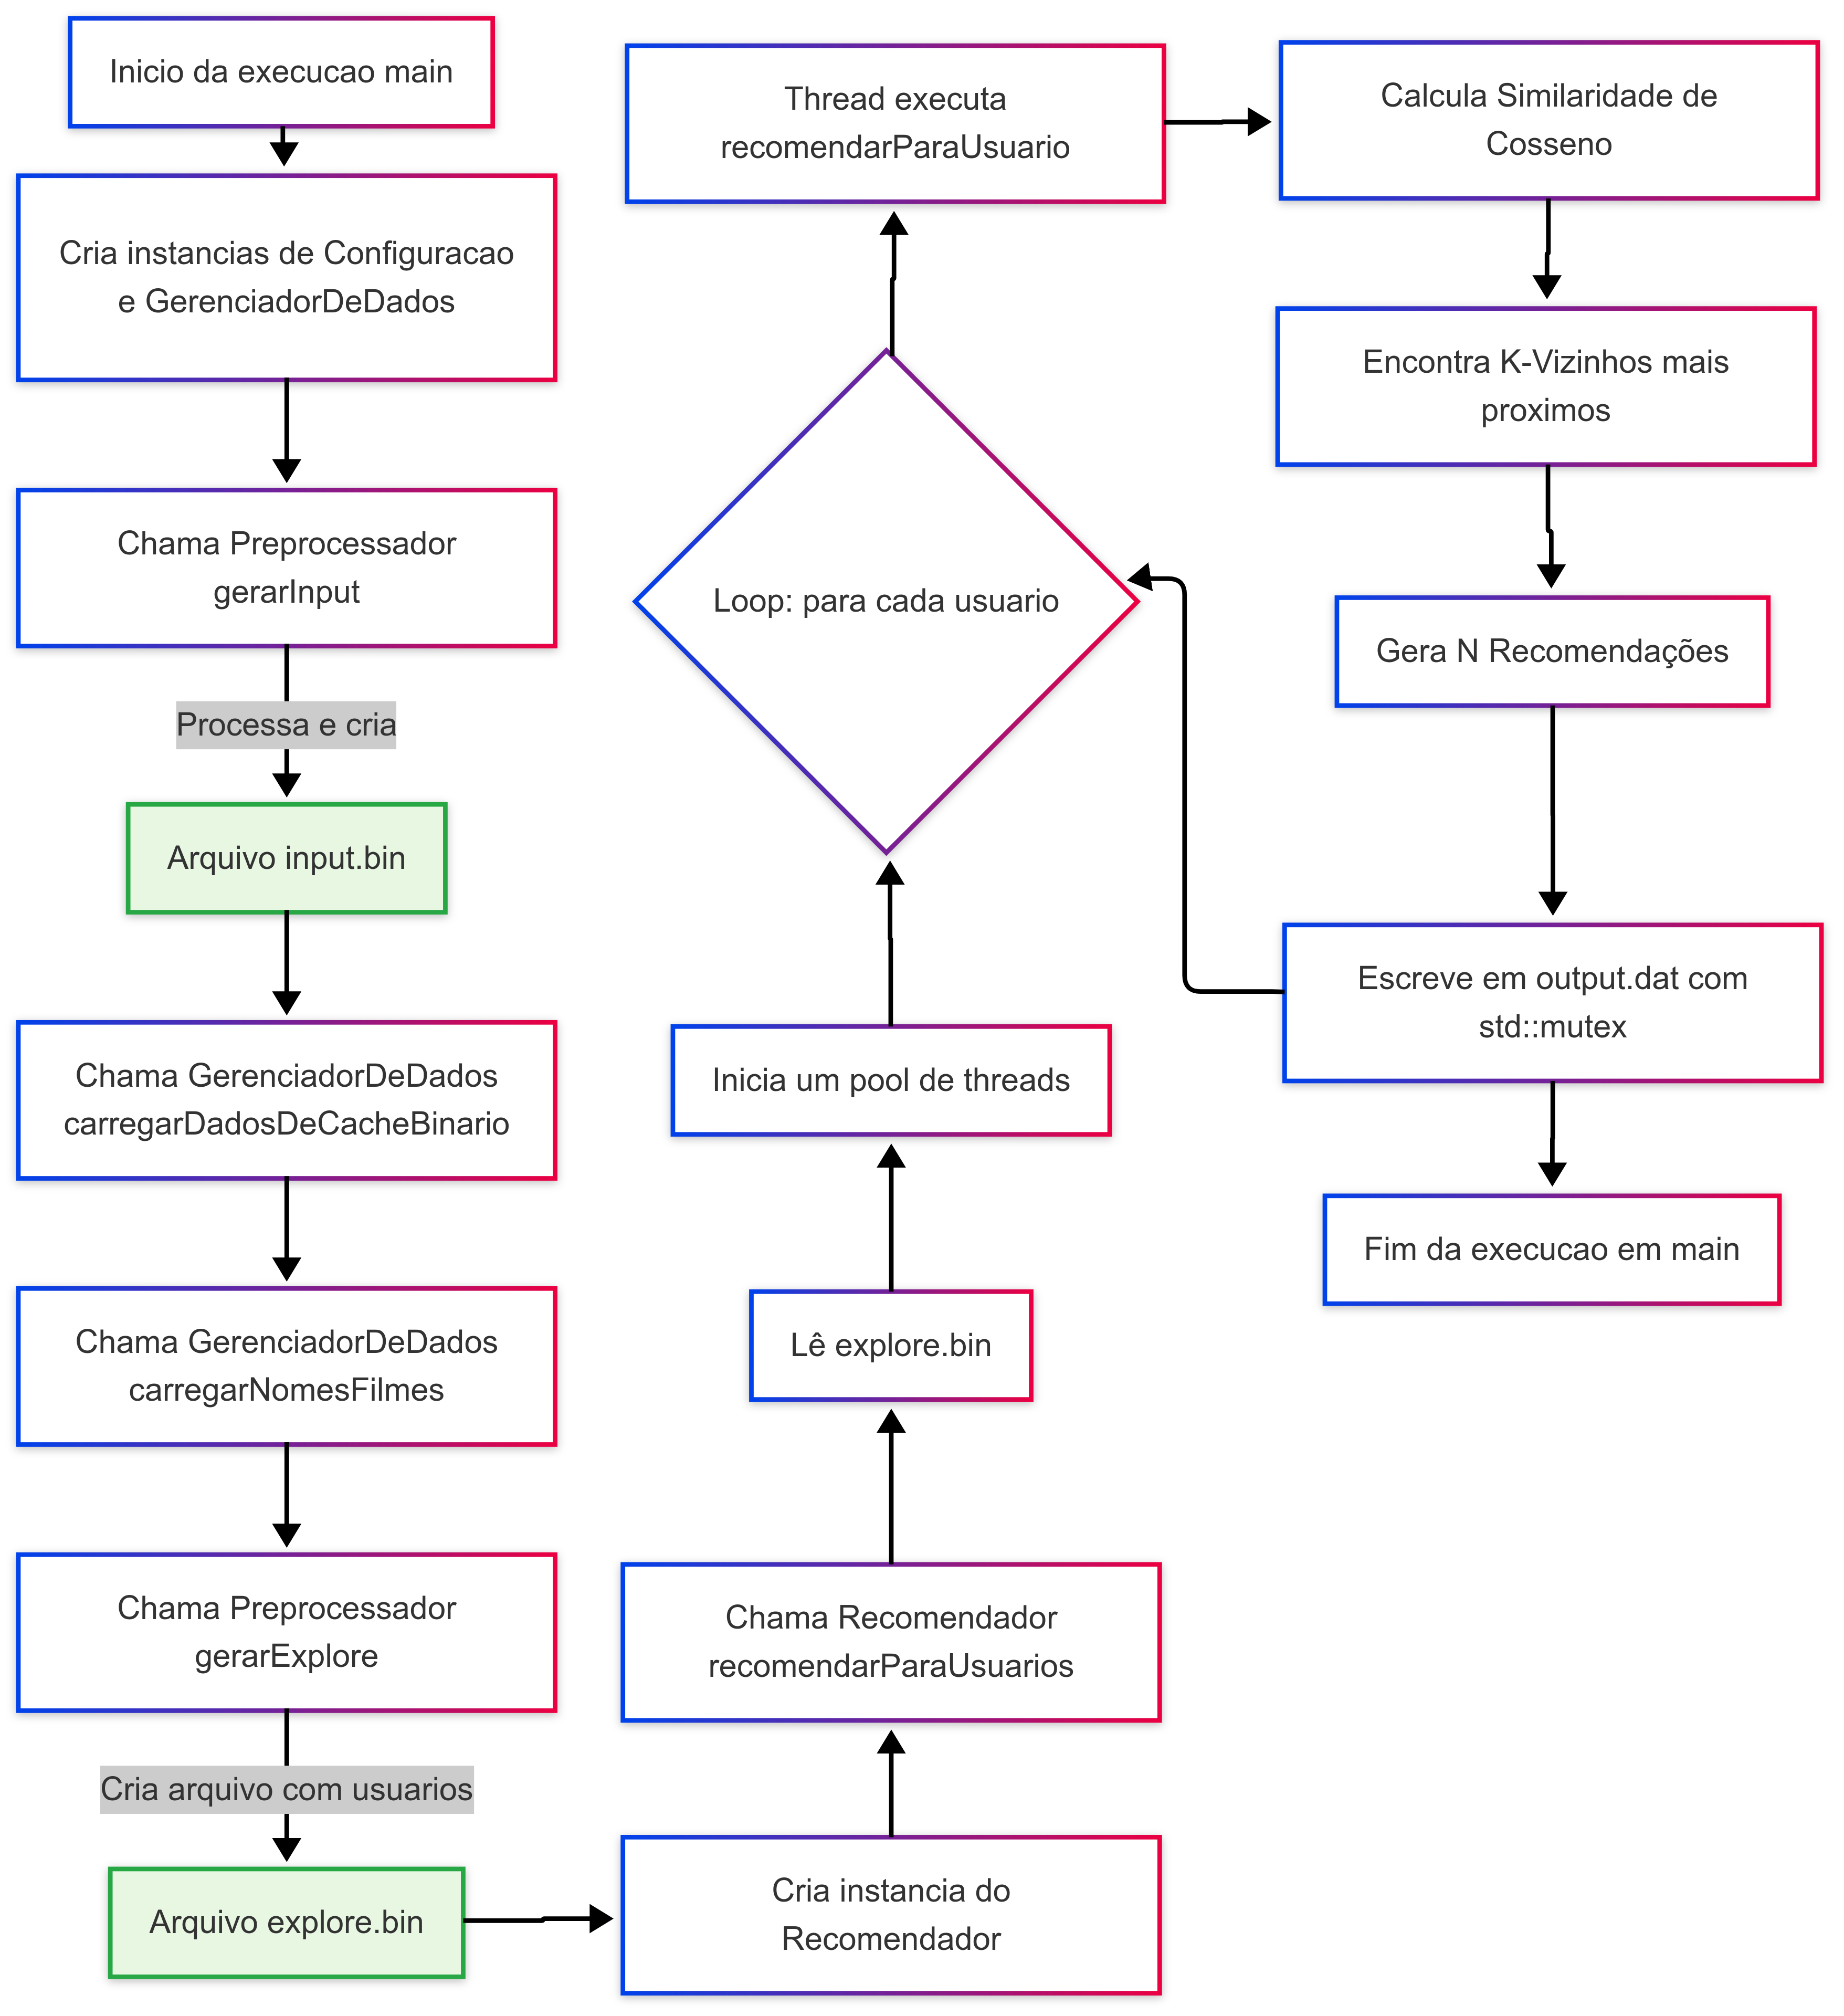 Inicio da execucao main
Cria instancias de Configuracao
e GerenciadorDeDados
Chama Preprocessador
gerarInput
Processa e cria
Arquivo input.bin
Chama GerenciadorDeDados
carregarDadosDeCacheBinario
Chama GerenciadorDeDados
carregarNomesFilmes
Chama Preprocessador
gerarExplore
Cria arquivo com usuarios
Arquivo explore.bin
Cria instancia do
Recomendador
Chama Recomendador
recomendarParaUsuarios
Lê explore.bin
Inicia um pool de threads
Loop: para cada usuario
Thread executa
recomendarParaUsuario
Calcula Similaridade de
Cosseno
Encontra K-Vizinhos mais
proximos
Gera N Recomendações
Escreve em output.dat com
std::mutex
Fim da execucao em main